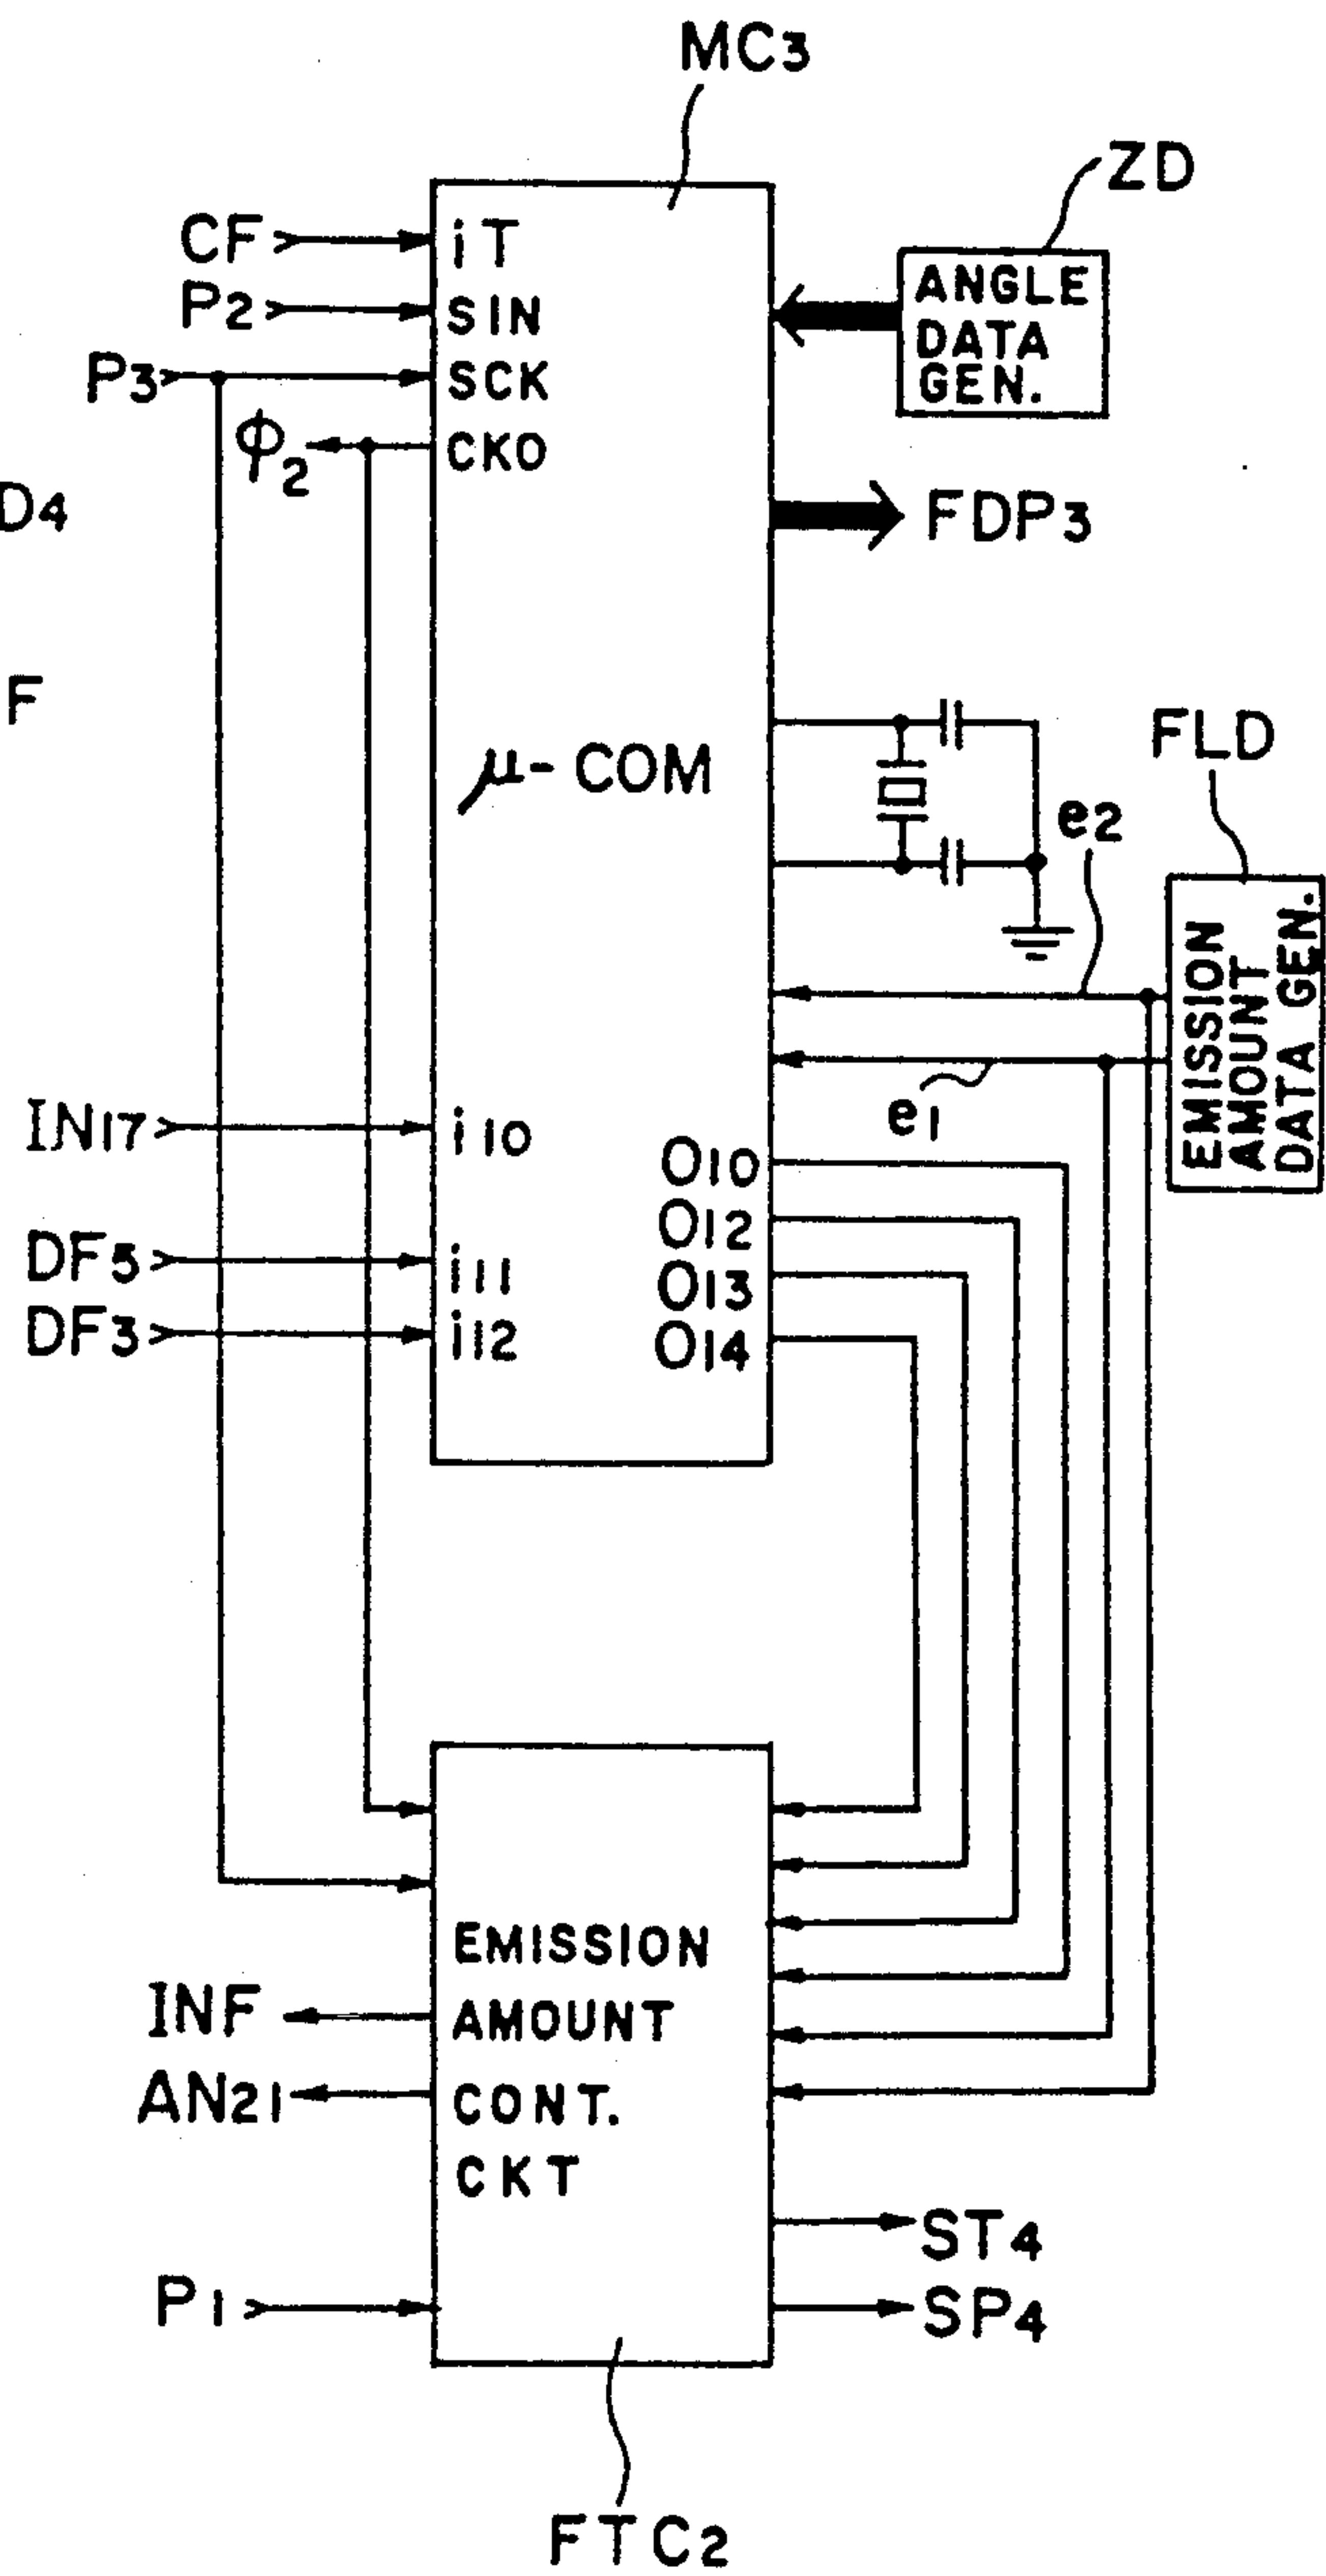 MC3
ZD
CF
iT
P2
SIN
P3
SCK
ϕ2
CKO
ANGLE
DATA
GEN.
D4
FDP3
F
μ-COM
FLD
e2
EMISSION
AMOUNT
DATA GEN.
e1
IN17
i10
O10
O12
DF5
i11
O13
DF3
i12
O14
EMISSION
INF
AMOUNT
AN21
CONT.
CKT
ST4
P1
SP4
FTC2